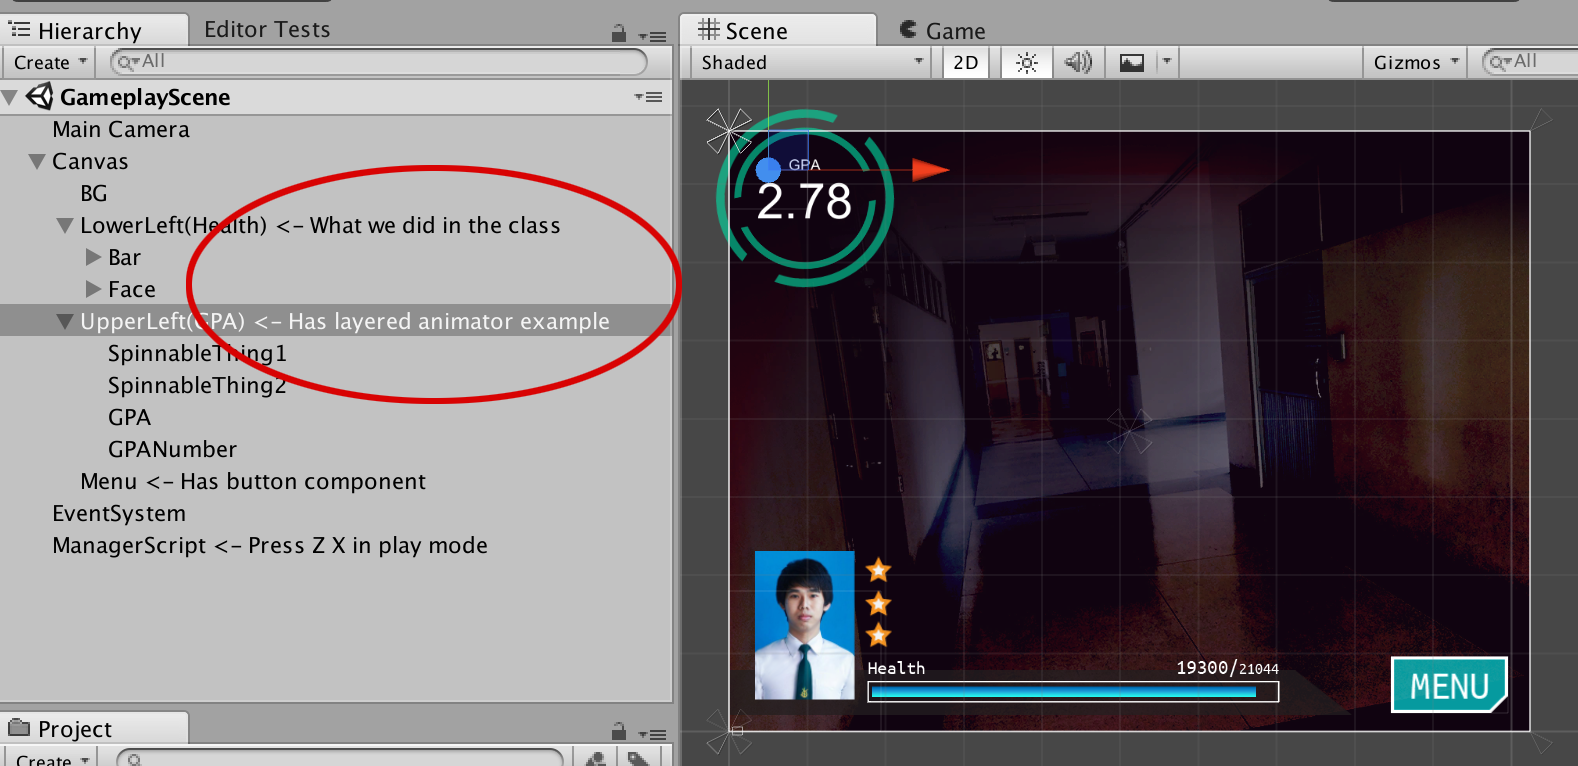 Hierarchy
Editor Tests
Create
All
GameplayScene
Main Camera
Canvas
BG
LowerLeft(Health) <- What we did in the class
Bar
Face
UpperLeft(GPA) <- Has layered animator example
SpinnableThing1
SpinnableThing2
GPA
GPANumber
Menu <- Has button component
EventSystem
ManagerScript <- Press Z X in play mode
Project
Create
Scene
Game
Shaded
2D
Gizmos
All
GPA
2.78
Health
19300/21044
MENU